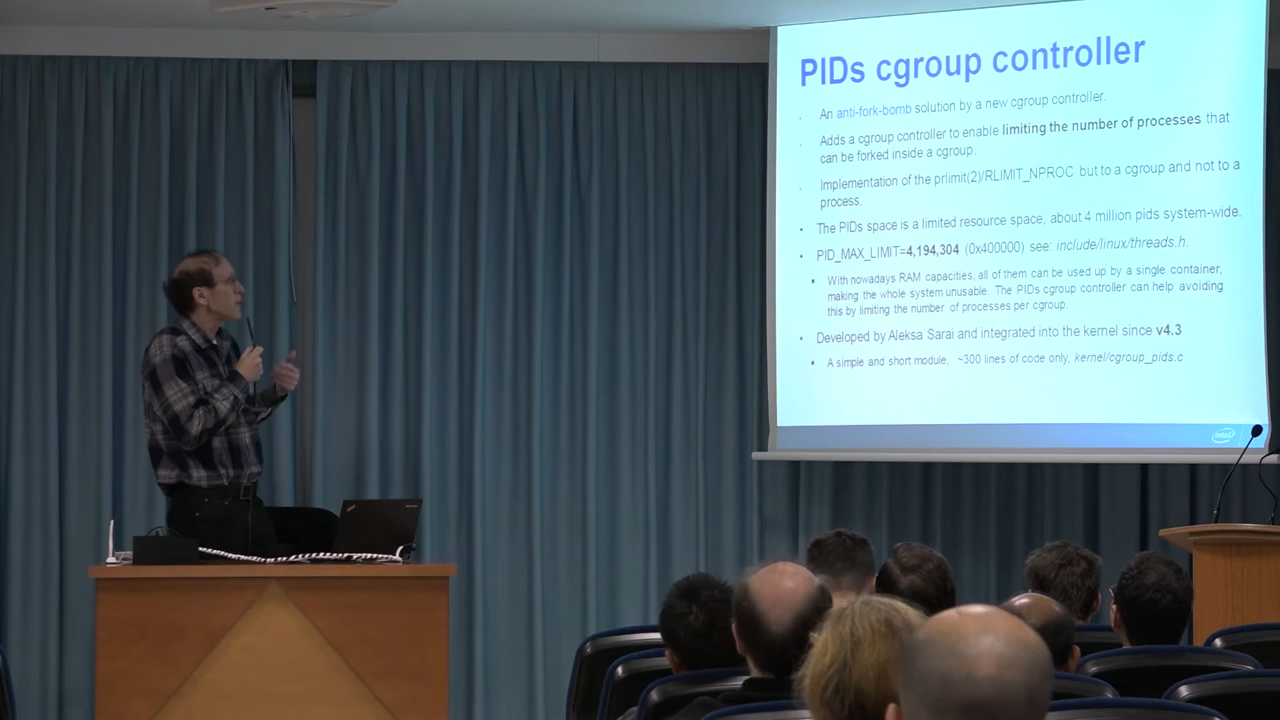 PIDs cgroup controller
An anti-fork-bomb solution by a new cgroup controller.
Adds a cgroup controller to enable limiting the number of processes that
can be forked inside a cgroup.
Implementation of the prlimit(2)/RLIMIT_NPROC but to a cgroup and not to a
process.
The PIDs space is a limited resource space, about 4 million pids system-wide.
PID_MAX_LIMIT=4,194,304 (0x400000) see: include/linux/threads.h.
With nowadays RAM capacities, all of them can be used up by a single container,
making the whole system unusable. The PIDs cgroup controller can help avoiding
this by limiting the number of processes per cgroup.
Developed by Aleksa Sarai and integrated into the kernel since v4.3
A simple and short module, ~300 lines of code only, kernel/cgroup_pids.c
intel